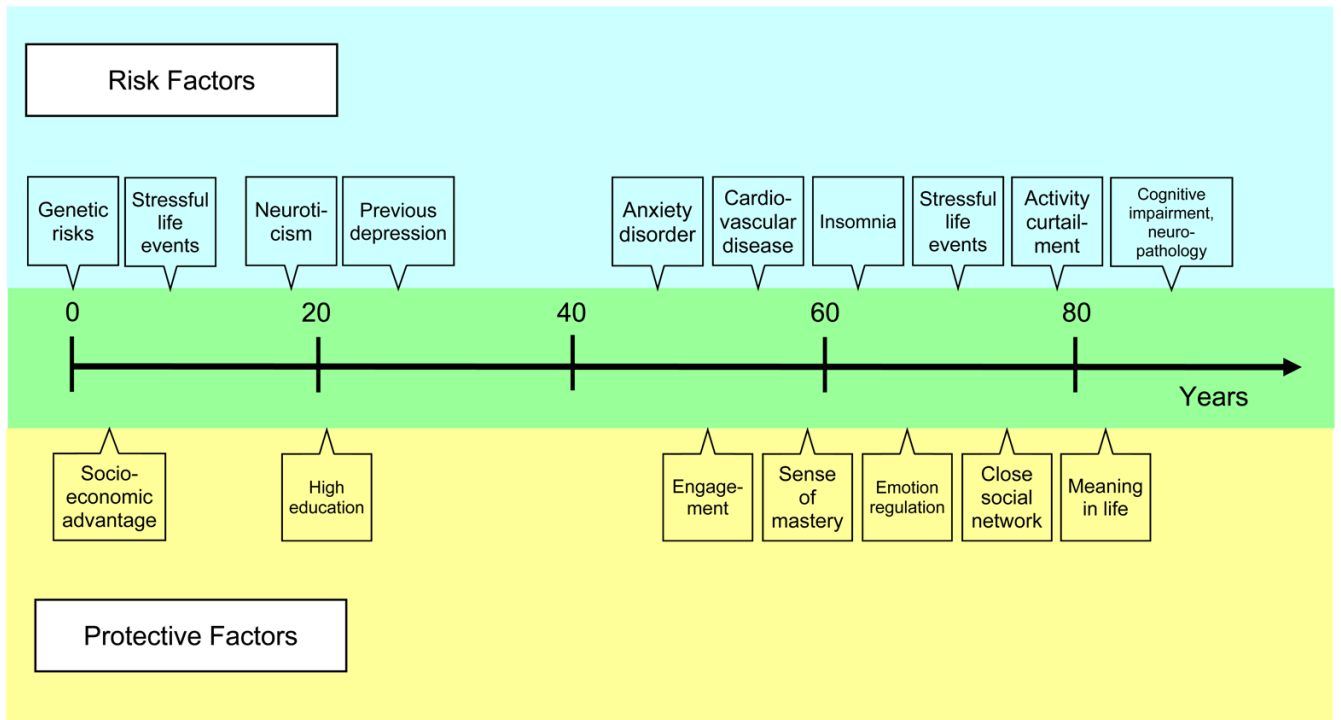 Risk Factors
Genetic
risks
Stressful
life
events
Neuroti-
cism
Previous
depression
Anxiety
disorder
Cardio-
vascular
disease
Insomnia
Stressful
life
events
Activity
curtail-
ment
Cognitive
impairment,
neuro-
pathology
0 20 40 60 80
Years
Socio-
economic
advantage
High
education
Engage-
ment
Sense
of
mastery
Emotion
regulation
Close
social
network
Meaning
in life
Protective Factors